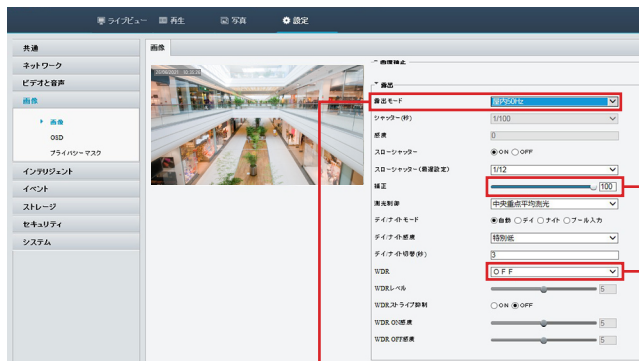 ライブビュー 再生 写真 設定
共通
ネットワーク
ビデオと音声
画像
画像
OSD
プライバシーマスク
インテリジェント
イベント
ストレージ
セキュリティ
システム
画像
画像補正
露出
露出モード 屋内50Hz
シャッター(秒) 1/100
感度 0
スローシャッター ON OFF
スローシャッター(最遅設定) 1/12
補正 100
測光制御 中央重点平均測光
デイ/ナイトモード 自動 デイ ナイト ブール入力
デイ/ナイト感度 特別低
デイ/ナイト切替(秒) 3
WDR OFF
WDRレベル 5
WDRストライプ抑制 ON OFF
WDR ON感度 5
WDR OFF感度 5